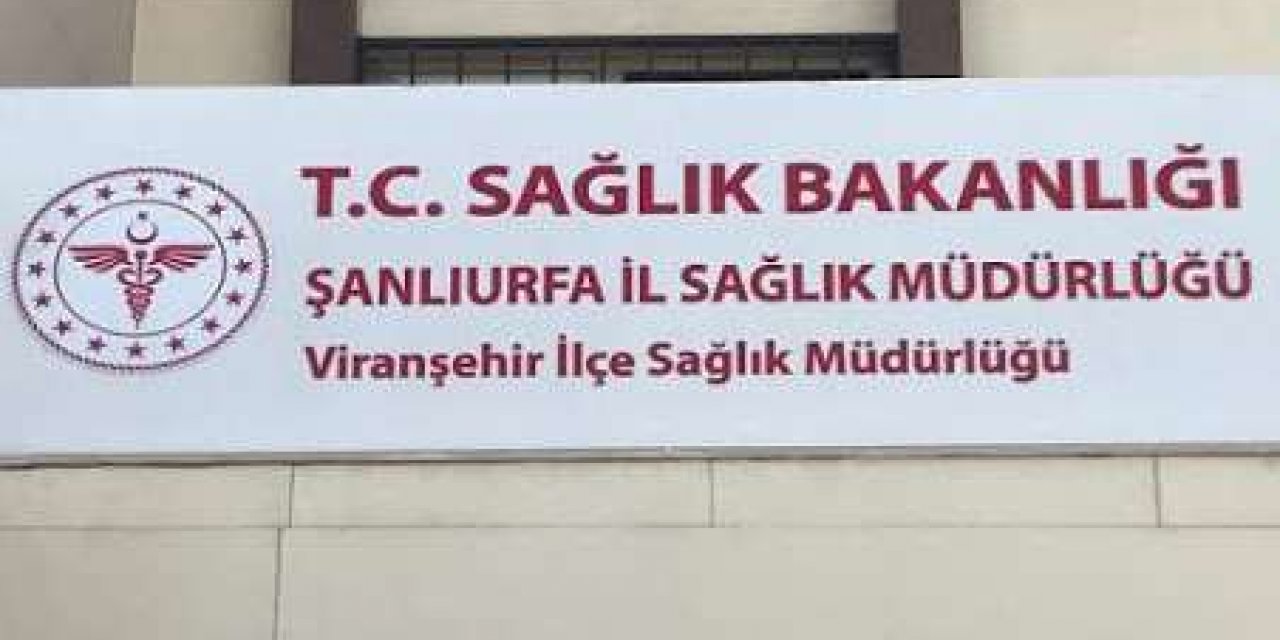 T.C. SAĞLIK BAKANLIĞI
ŞANLIURFA İL SAĞLIK MÜDÜRLÜĞÜ
Viranşehir İlçe Sağlık Müdürlüğü